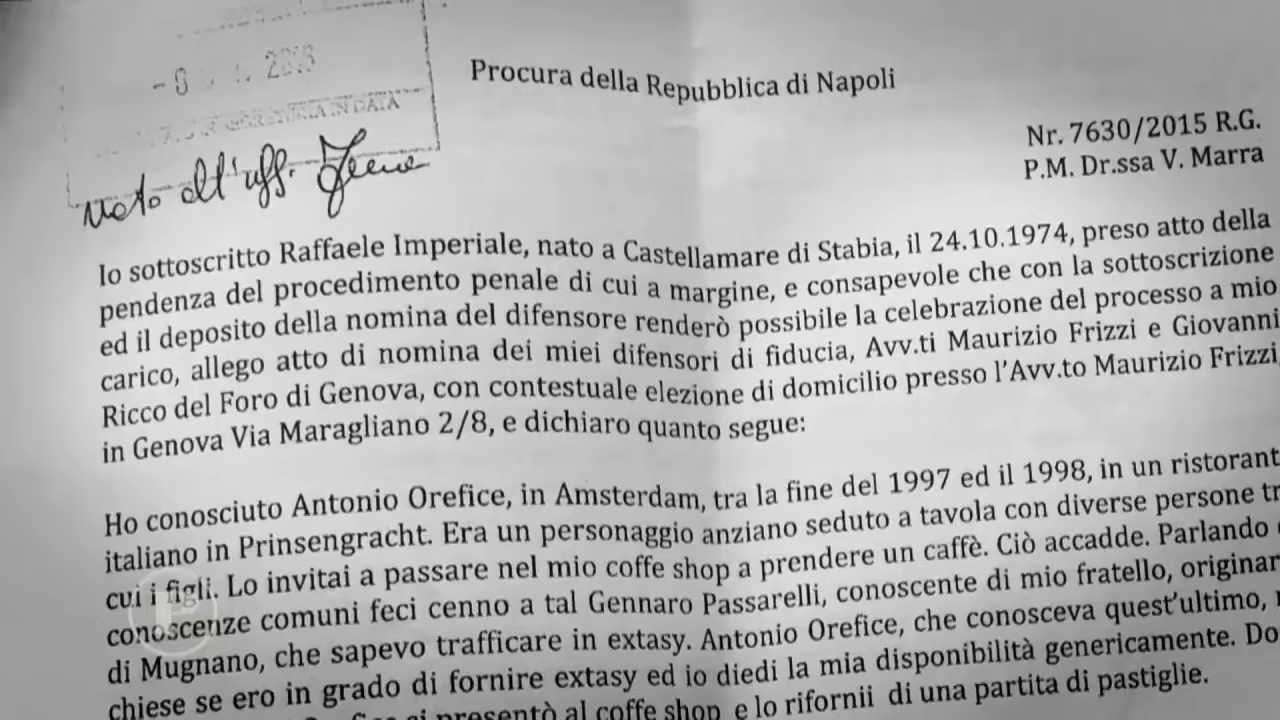 - 8 2016
Procura della Repubblica di Napoli
Nr. 7630/2015 R.G.
P.M. Dr.ssa V. Marra
all'uff.
Io sottoscritto Raffaele Imperiale, nato a Castellamare di Stabia, il 24.10.1974, preso atto della
pendenza del procedimento penale di cui a margine, e consapevole che con la sottoscrizione
ed il deposito della nomina del difensore renderò possibile la celebrazione del processo a mio
carico, allego atto di nomina dei miei difensori di fiducia, Avv.ti Maurizio Frizzi e Giovanni
Ricco del Foro di Genova, con contestuale elezione di domicilio presso l'Avv.to Maurizio Frizzi,
in Genova Via Maragliano 2/8, e dichiaro quanto segue:
Ho conosciuto Antonio Orefice, in Amsterdam, tra la fine del 1997 ed il 1998, in un ristorant
italiano in Prinsengracht. Era un personaggio anziano seduto a tavola con diverse persone tr
cui i figli. Lo invitai a passare nel mio coffe shop a prendere un caffè. Ciò accadde. Parlando
conoscenze comuni feci cenno a tal Gennaro Passarelli, conoscente di mio fratello, originar
di Mugnano, che sapevo trafficare in extasy. Antonio Orefice, che conosceva quest'ultimo,
chiese se ero in grado di fornire extasy ed io diedi la mia disponibilità genericamente. Do
si presentò al coffe shop e lo rifornii di una partita di pastiglie.